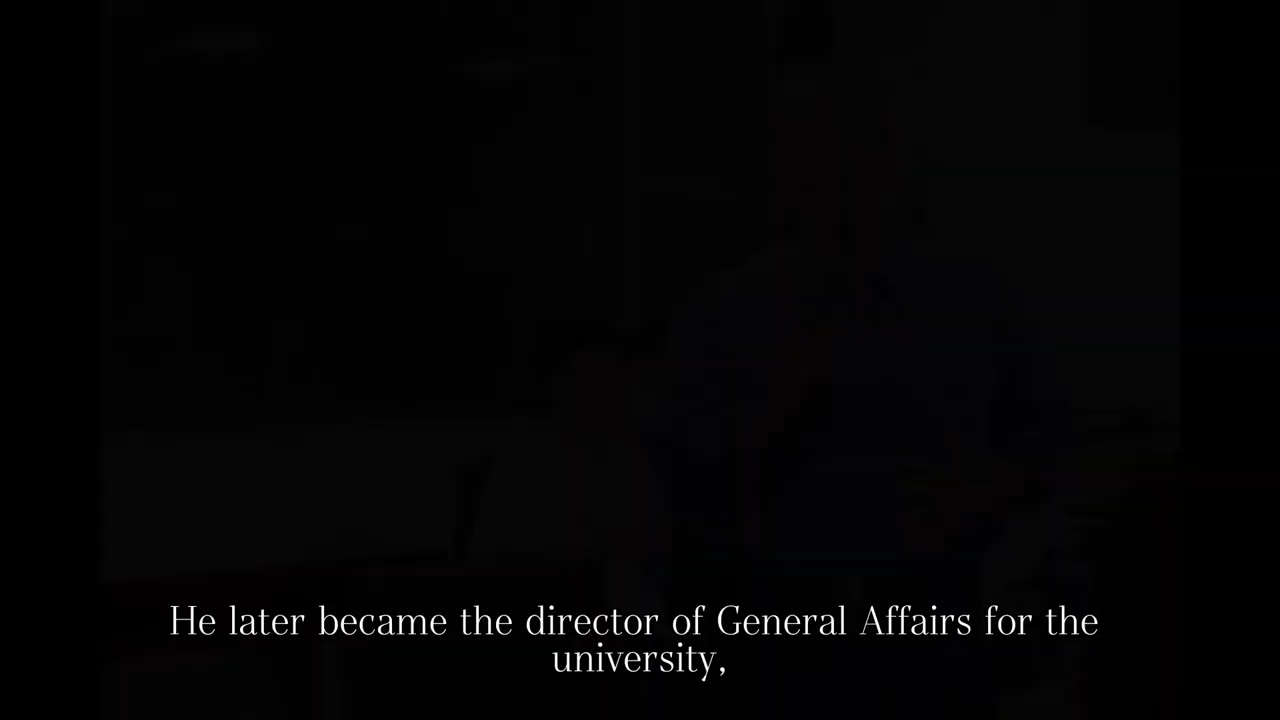 He later became the director of General Affairs for the
university,